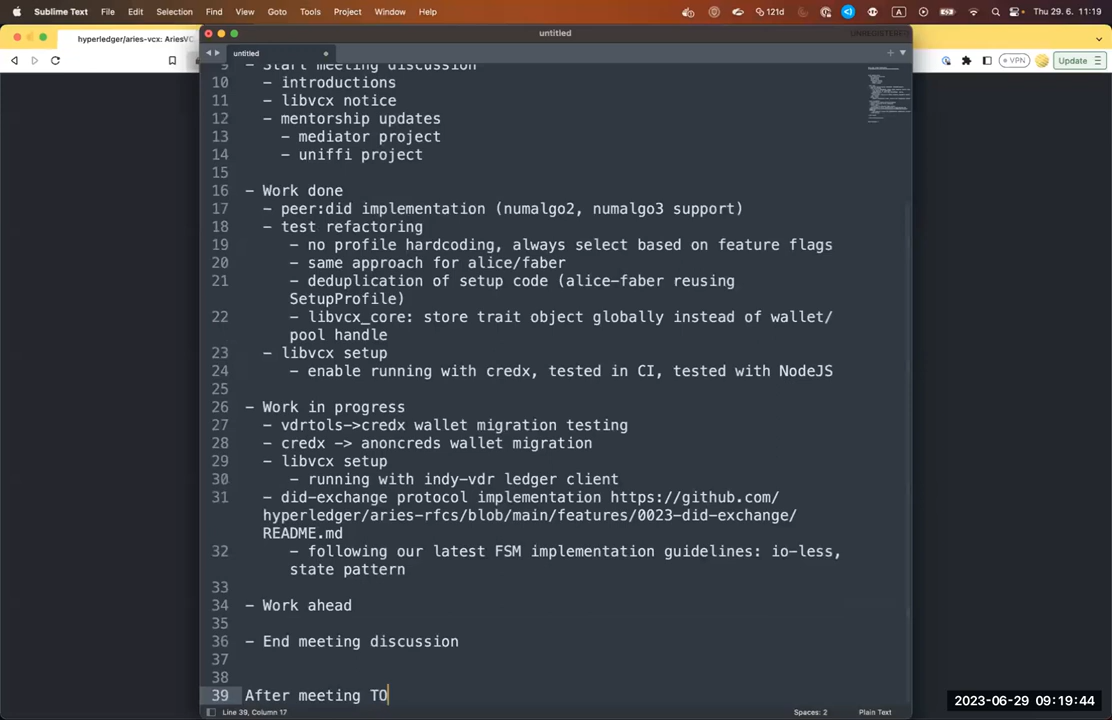 Sublime Text File Edit Selection Find View Goto Tools Project Window Help 121d A Thu 29. 6. 11:19
hyperledger/aries-vcx: AriesVC
untitled
UNREGISTERED
untitled
VPN
Update
9 - Start meeting discussion
10 - introductions
11 - libvcx notice
12 - mentorship updates
13 - mediator project
14 - uniffi project
15
16 - Work done
17 - peer:did implementation (numalgo2, numalgo3 support)
18 - test refactoring
19 - no profile hardcoding, always select based on feature flags
20 - same approach for alice/faber
21 - deduplication of setup code (alice-faber reusing
SetupProfile)
22 - libvcx_core: store trait object globally instead of wallet/
pool handle
23 - libvcx setup
24 - enable running with credx, tested in CI, tested with NodeJS
25
26 - Work in progress
27 - vdrtols->credx wallet migration testing
28 - credx -> anoncreds wallet migration
29 - libvcx setup
30 - running with indy-vdr ledger client
31 - did-exchange protocol implementation https://github.com/
hyperledger/aries-rfcs/blob/main/features/0023-did-exchange/
README.md
32 - following our latest FSM implementation guidelines: io-less,
state pattern
33
34 - Work ahead
35
36 - End meeting discussion
37
38
39 After meeting TO
Line 39, Column 17
Spaces: 2
Plain Text
2023-06-29 09:19:44